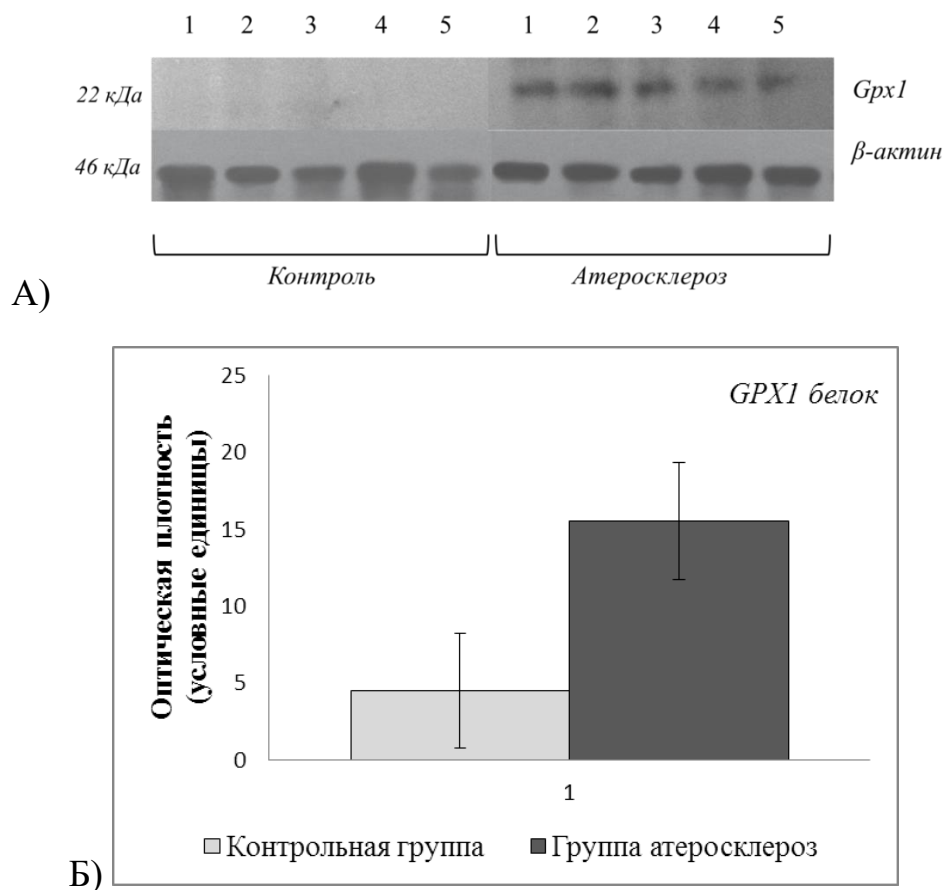 1 2 3 4 5 1 2 3 4 5
22 кДа Gpx1
β-актин
46 кДа
Контроль Атеросклероз
А)
25
GPX1 белок
20
15
10
5
0
Оптическая плотность
(условные единицы)
1
Контрольная группа Группа атеросклероз
Б)